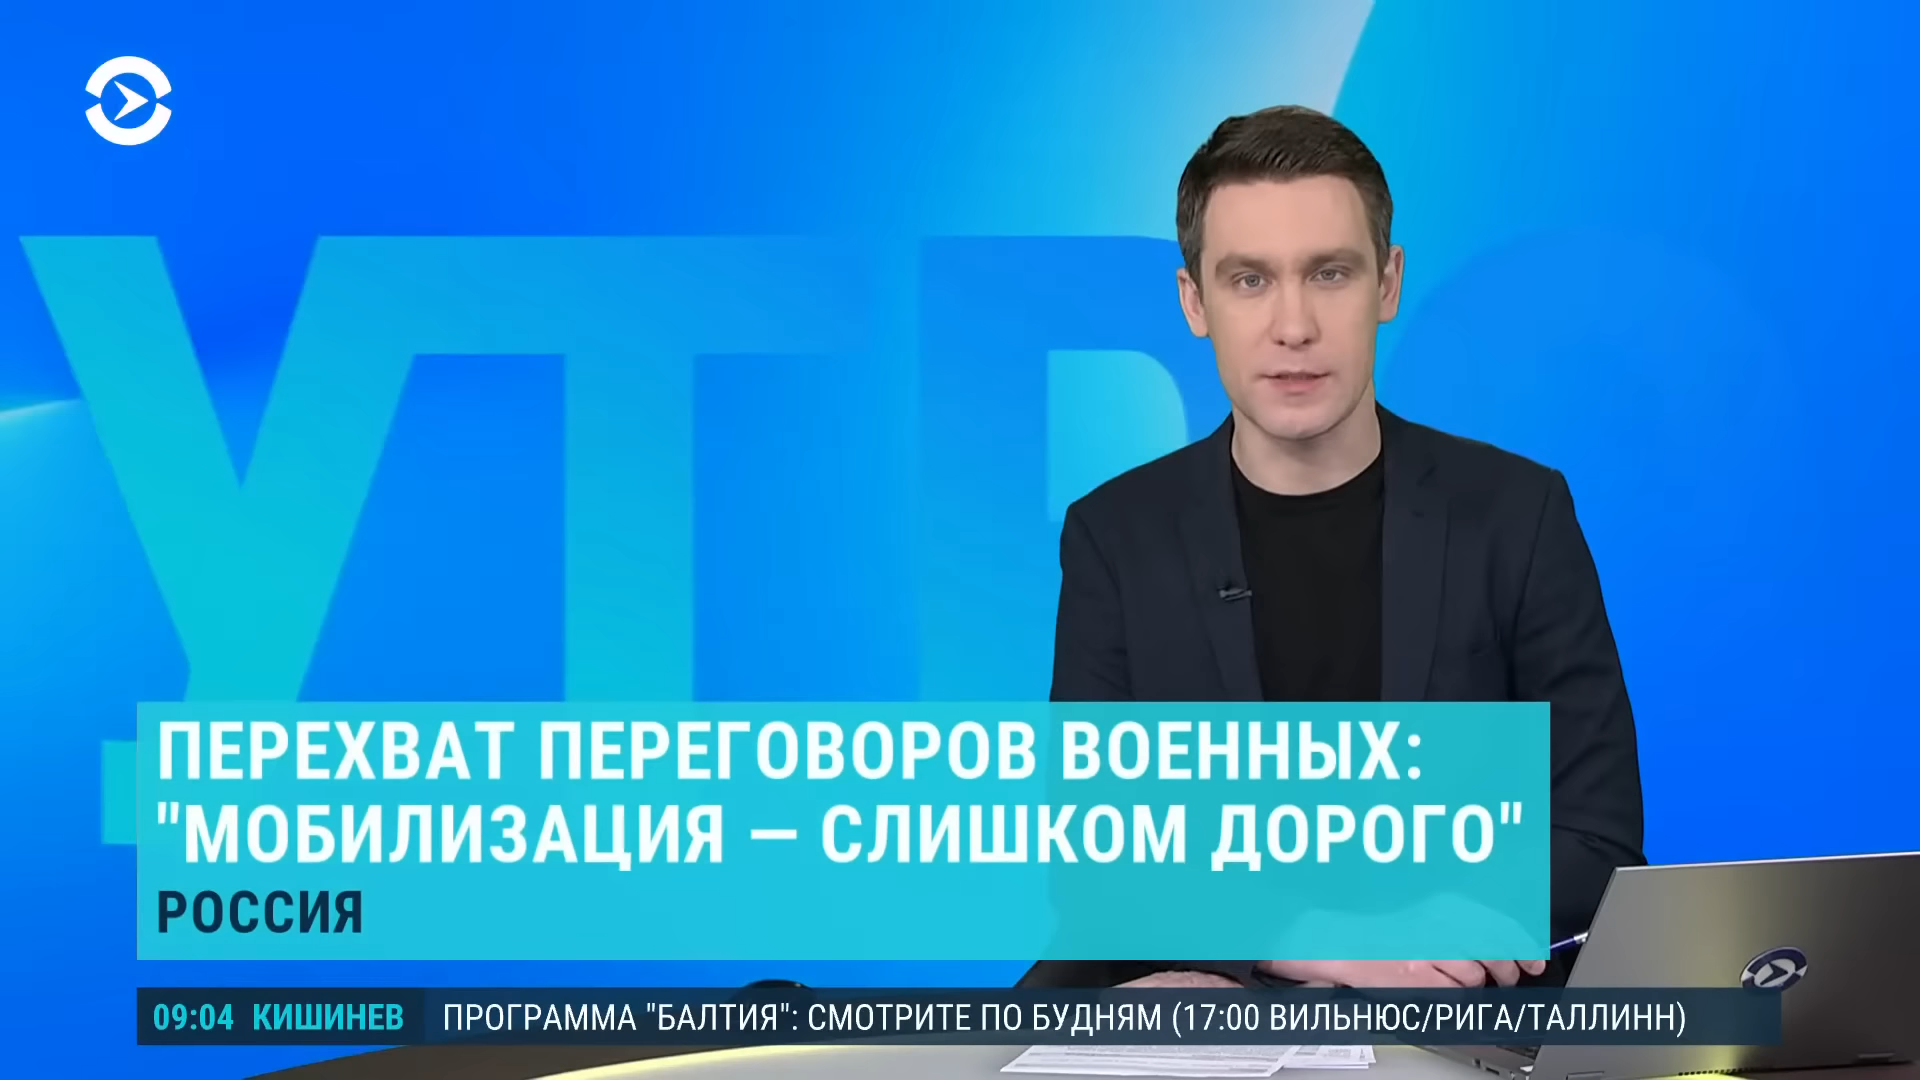 УТР
ПЕРЕХВАТ ПЕРЕГОВОРОВ ВОЕННЫХ:
"МОБИЛИЗАЦИЯ — СЛИШКОМ ДОРОГО"
РОССИЯ
09:04 КИШИНЕВ ПРОГРАММА "БАЛТИЯ": СМОТРИТЕ ПО БУДНЯМ (17:00 ВИЛЬНЮС/РИГА/ТАЛЛИНН)